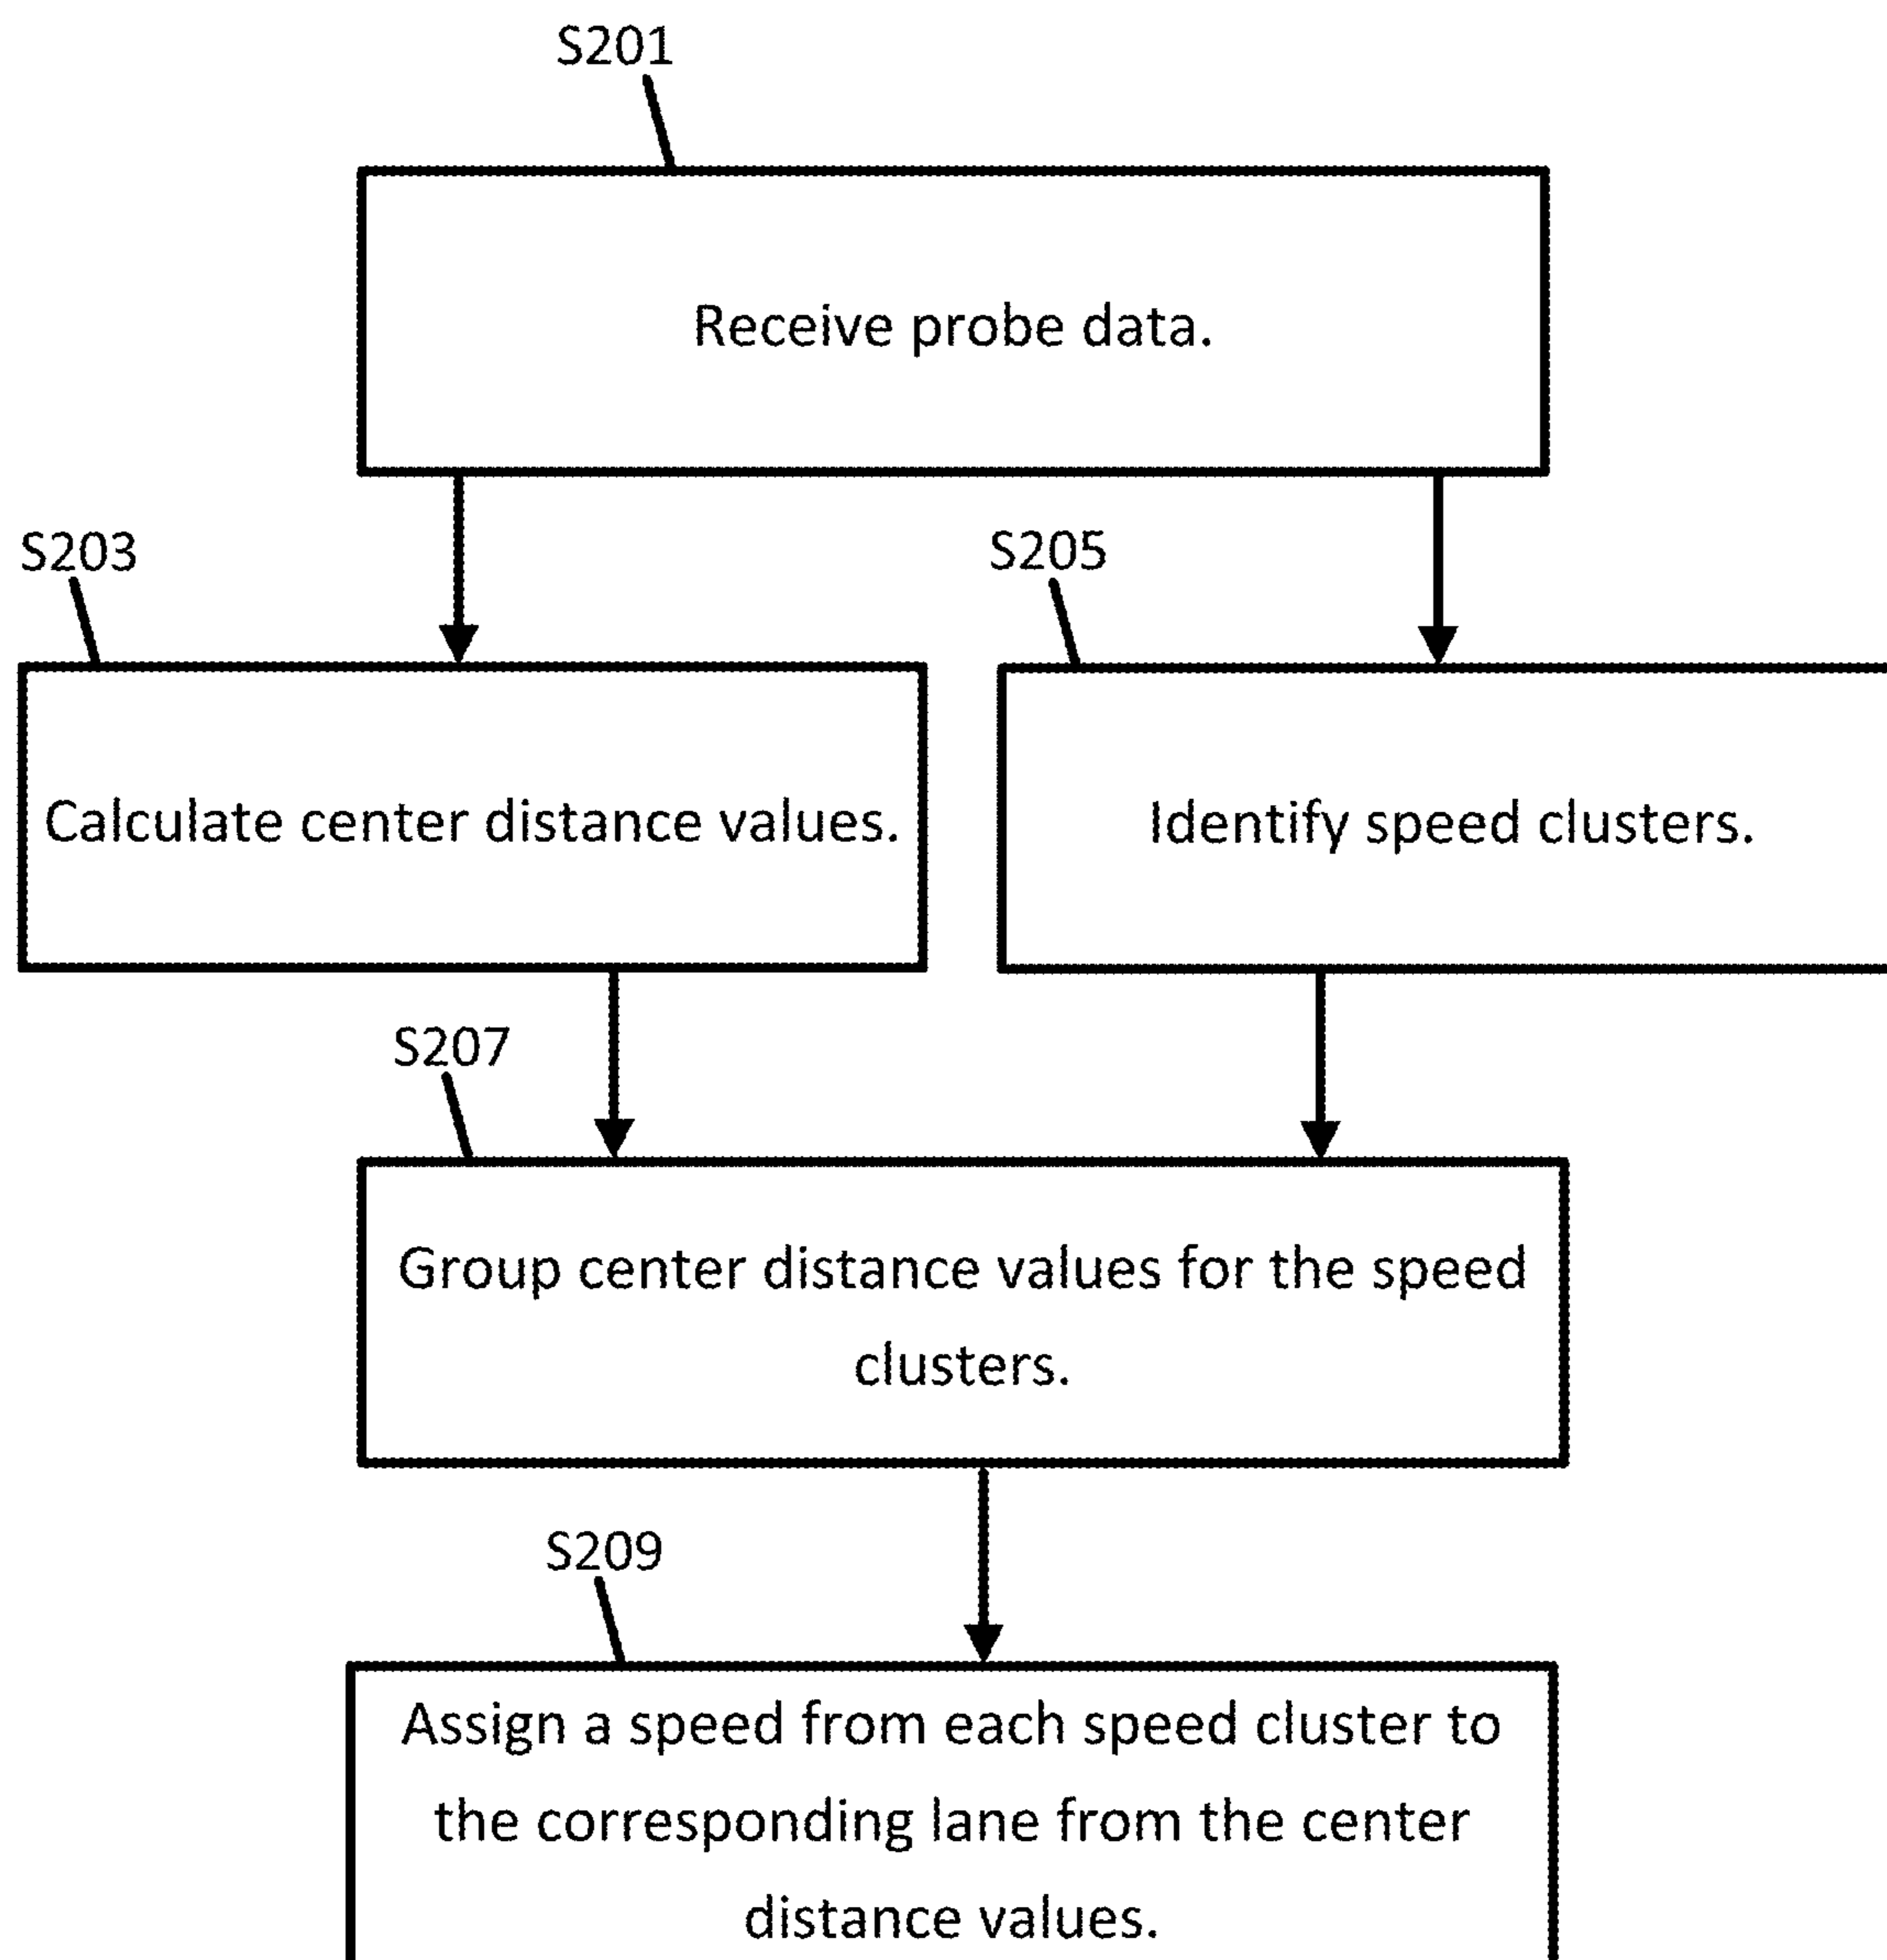 S201
Receive probe data.
S203
S205
Calculate center distance values.
Identify speed clusters.
S207
Group center distance values for the speed
clusters.
S209
Assign a speed from each speed cluster to
the corresponding lane from the center
distance values.